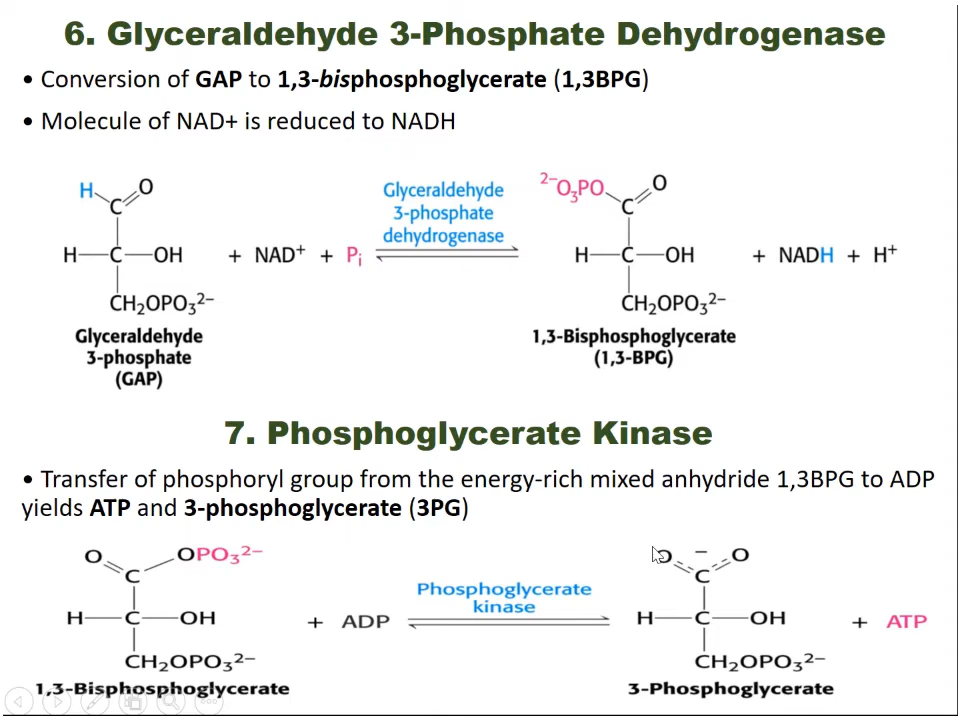 6. Glyceraldehyde 3-Phosphate Dehydrogenase
• Conversion of GAP to 1,3-bisphosphoglycerate (1,3BPG)
• Molecule of NAD+ is reduced to NADH
H O
C
H—C—OH + NAD⁺ + Pᵢ
CH₂OPO₃²⁻
Glyceraldehyde
3-phosphate
(GAP)
Glyceraldehyde
3-phosphate
dehydrogenase
²⁻O₃PO O
C
H—C—OH + NADH + H⁺
CH₂OPO₃²⁻
1,3-Bisphosphoglycerate
(1,3-BPG)
7. Phosphoglycerate Kinase
• Transfer of phosphoryl group from the energy-rich mixed anhydride 1,3BPG to ADP
yields ATP and 3-phosphoglycerate (3PG)
O OPO₃²⁻
C
H—C—OH + ADP
CH₂OPO₃²⁻
1,3-Bisphosphoglycerate
Phosphoglycerate
kinase
O – O
C
H—C—OH + ATP
CH₂OPO₃²⁻
3-Phosphoglycerate